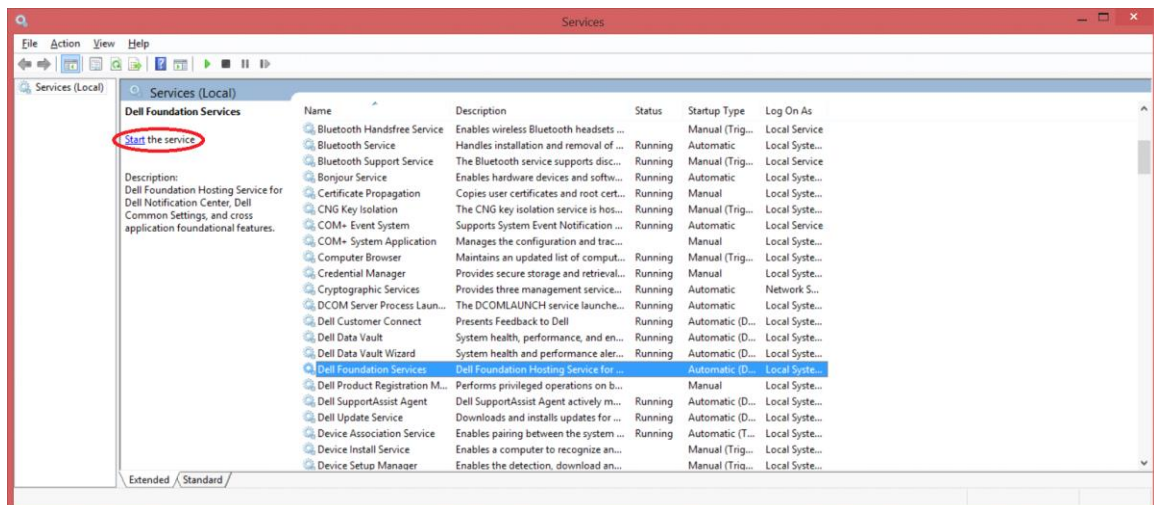 Services
File Action View Help
Services (Local)
Services (Local)
Dell Foundation Services
Start the service
Description:
Dell Foundation Hosting Service for
Dell Notification Center, Dell
Common Settings, and cross
application foundational features.
Name Description Status Startup Type Log On As
Bluetooth Handsfree Service Enables wireless Bluetooth headsets ... Manual (Trig... Local Service
Bluetooth Service Handles installation and removal of ... Running Automatic Local Syste...
Bluetooth Support Service The Bluetooth service supports disc... Running Manual (Trig... Local Service
Bonjour Service Enables hardware devices and softw... Running Automatic Local Syste...
Certificate Propagation Copies user certificates and root cert... Running Manual Local Syste...
CNG Key Isolation The CNG key isolation service is hos... Running Manual (Trig... Local Syste...
COM+ Event System Supports System Event Notification ... Running Automatic Local Service
COM+ System Application Manages the configuration and trac... Manual Local Syste...
Computer Browser Maintains an updated list of comput... Running Manual (Trig... Local Syste...
Credential Manager Provides secure storage and retrieval... Running Manual Local Syste...
Cryptographic Services Provides three management service... Running Automatic Network S...
DCOM Server Process Laun... The DCOMLAUNCH service launche... Running Automatic Local Syste...
Dell Customer Connect Presents Feedback to Dell Running Automatic (D... Local Syste...
Dell Data Vault System health, performance, and en... Running Automatic (D... Local Syste...
Dell Data Vault Wizard System health and performance aler... Running Automatic (D... Local Syste...
Dell Foundation Services Dell Foundation Hosting Service for ... Automatic (D... Local Syste...
Dell Product Registration M... Performs privileged operations on b... Manual Local Syste...
Dell SupportAssist Agent Dell SupportAssist Agent actively m... Running Automatic (D... Local Syste...
Dell Update Service Downloads and installs updates for ... Running Automatic (D... Local Syste...
Device Association Service Enables pairing between the system ... Running Automatic (T... Local Syste...
Device Install Service Enables a computer to recognize an... Manual (Trig... Local Syste...
Device Setup Manager Enables the detection, download an... Manual (Trig... Local Syste...
Extended Standard